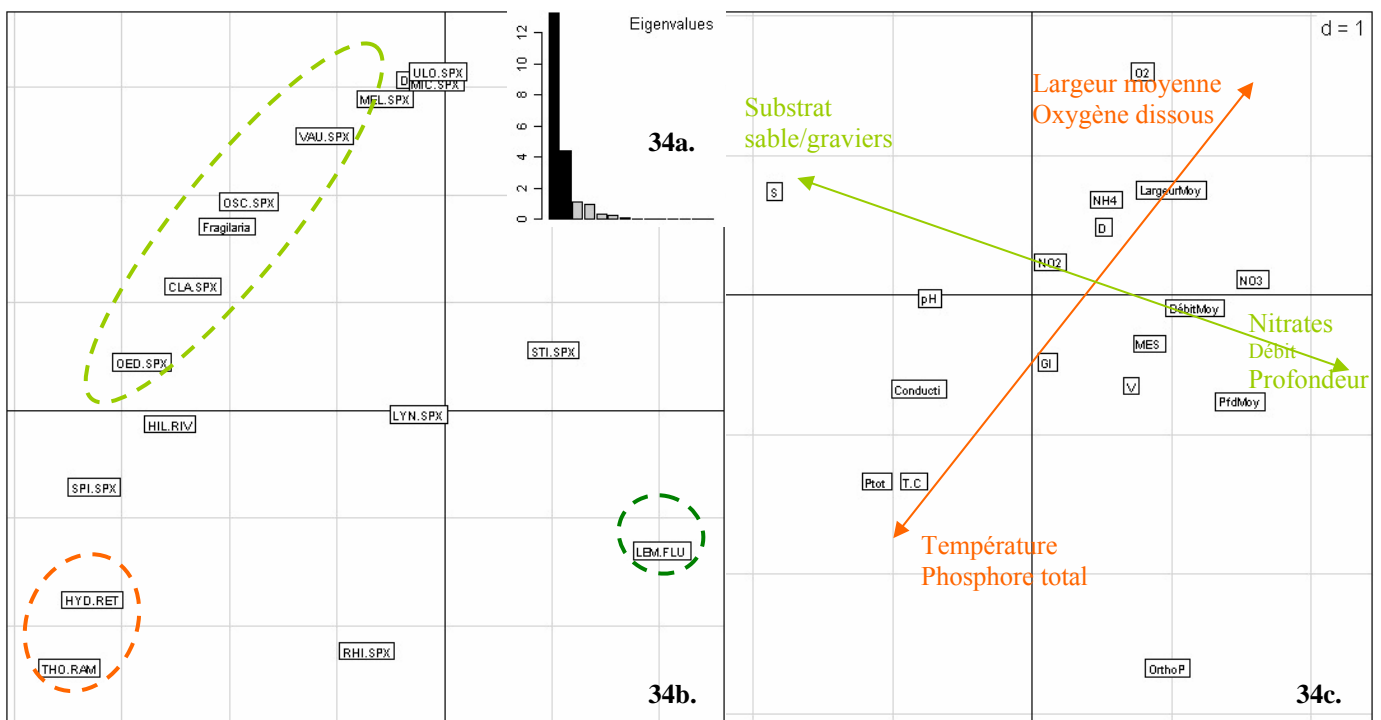 Eigenvalues
12
10
8
6
4
2
0
34a.
ULO.SPX
D
MIC.SPX
MEL.SPX
VAU.SPX
OSC.SPX
Fragilaria
CLA.SPX
OED.SPX
STI.SPX
LYN.SPX
HIL.RIV
SPI.SPX
LEM.FLU
HYD.RET
RHI.SPX
THO.RAM
34b.
d = 1
O2
Largeur moyenne
Oxygène dissous
Substrat
sable/graviers
S
LargeurMoy
NH4
D
NO2
NO3
pH
DébitMoy
Nitrates
Débit
Profondeur
MES
GI
V
Conducti
PfdMoy
Ptot
T.C
Température
Phosphore total
OrthoP
34c.